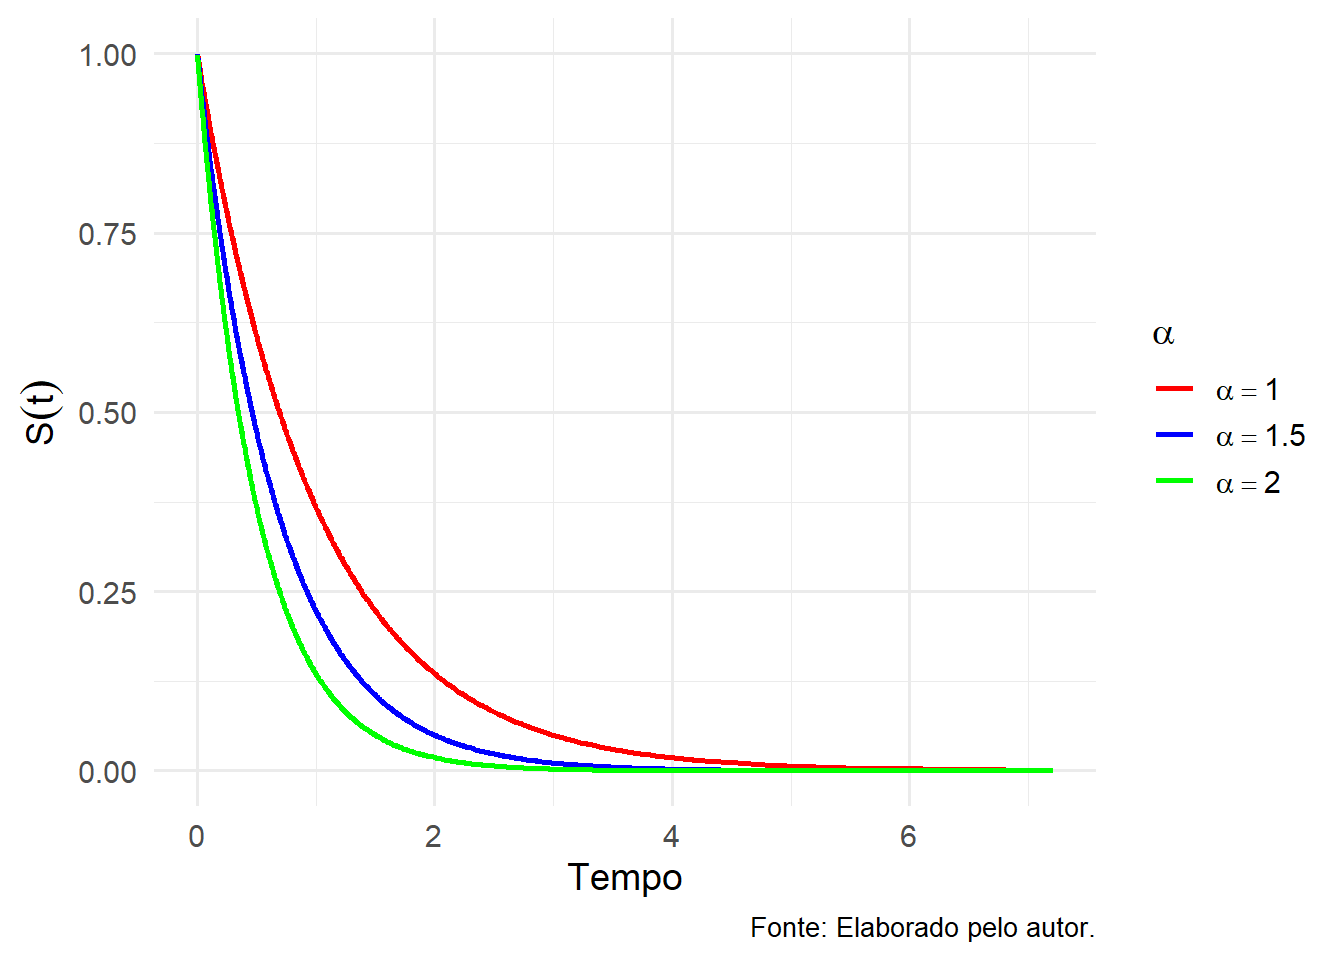 1.00
0.75
0.50
0.25
0.00
S(t)
0 2 4 6
Tempo
α
α = 1
α = 1.5
α = 2
Fonte: Elaborado pelo autor.